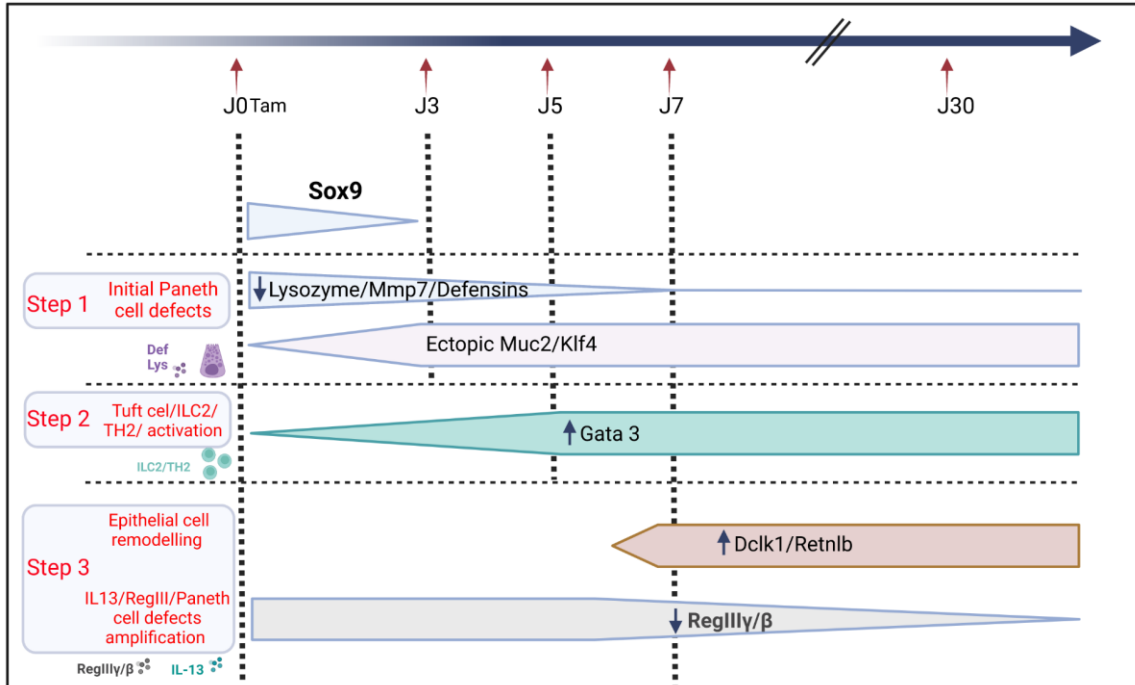 J0 Tam
J3
J5
J7
J30
Sox9
Step 1
Initial Paneth
cell defects
Lysozyme/Mmp7/Defensins
Ectopic Muc2/Klf4
Def
Lys
Step 2
Tuft cel/ILC2/
TH2/ activation
Gata 3
ILC2/TH2
Step 3
Epithelial cell
remodelling
Dclk1/Retnlb
IL13/RegIII/Paneth
cell defects
amplification
RegIIIγ/β
RegIIIγ/β
IL-13